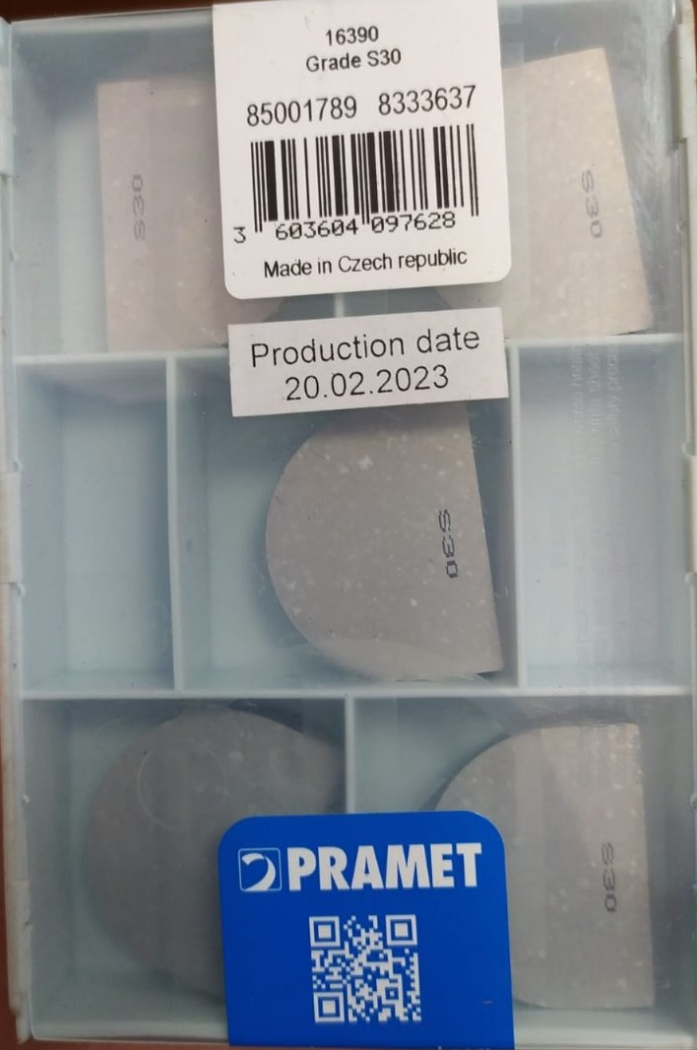 16390
Grade S30
85001789 8333637
3 603604 097628
Made in Czech republic
S30
S30
Production date
20.02.2023
S30
S30
PRAMET